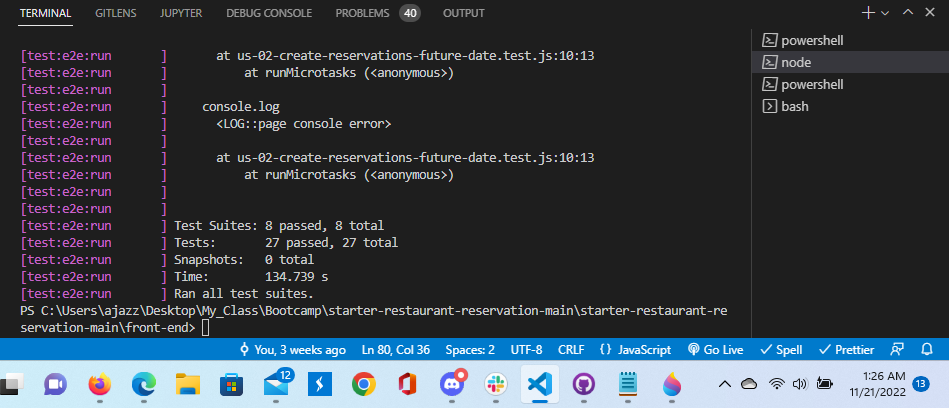 TERMINAL GITLENS JUPYTER DEBUG CONSOLE PROBLEMS 40 OUTPUT
[test:e2e:run ] at us-02-create-reservations-future-date.test.js:10:13
[test:e2e:run ] at runMicrotasks (<anonymous>)
[test:e2e:run ]
[test:e2e:run ] console.log
[test:e2e:run ] <LOG::page console error>
[test:e2e:run ]
[test:e2e:run ] at us-02-create-reservations-future-date.test.js:10:13
[test:e2e:run ] at runMicrotasks (<anonymous>)
[test:e2e:run ]
[test:e2e:run ]
[test:e2e:run ] Test Suites: 8 passed, 8 total
[test:e2e:run ] Tests: 27 passed, 27 total
[test:e2e:run ] Snapshots: 0 total
[test:e2e:run ] Time: 134.739 s
[test:e2e:run ] Ran all test suites.
PS C:\Users\ajazz\Desktop\My_Class\Bootcamp\starter-restaurant-reservation-main\starter-restaurant-re
servation-main\front-end>
powershell
node
powershell
bash
You, 3 weeks ago Ln 80, Col 36 Spaces: 2 UTF-8 CRLF {} JavaScript Go Live Spell Prettier
12
1:26 AM
11/21/2022
13